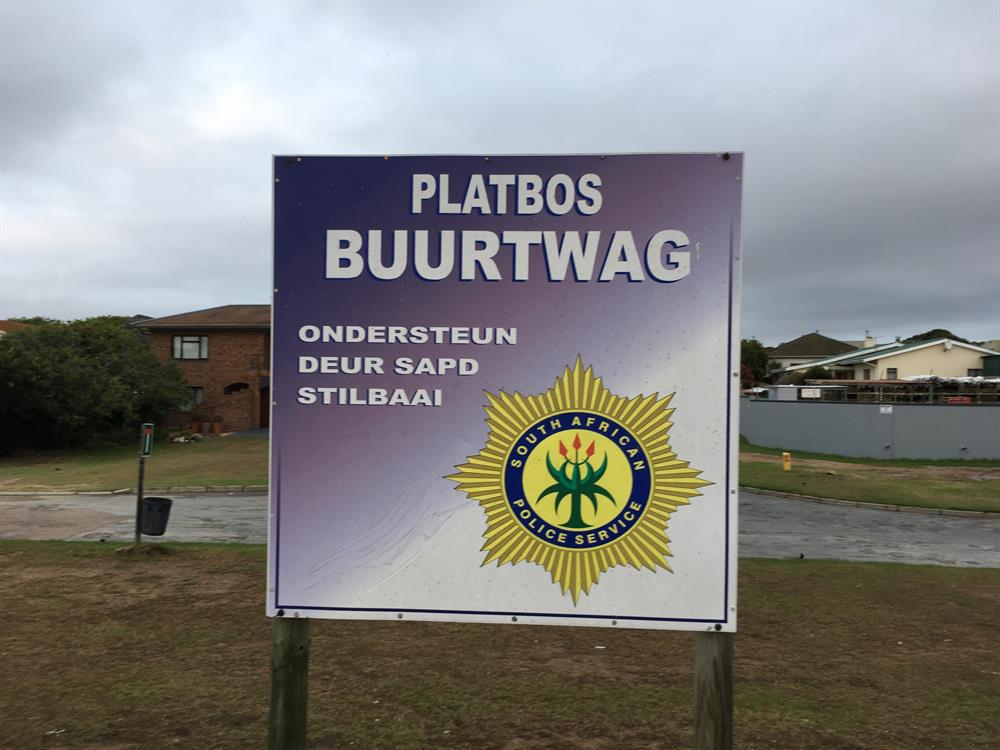 PLATBOS
BUURTWAG
ONDERSTEUN
DEUR SAPD
STILBAAI
SOUTH AFRICAN
POLICE SERVICE